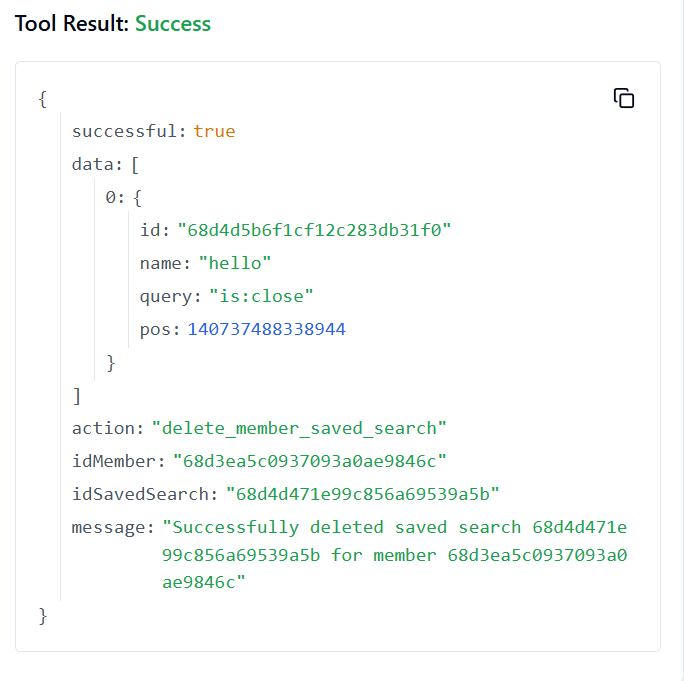 Tool Result: Success
{
successful: true
data: [
0: {
id: "68d4d5b6f1cf12c283db31f0"
name: "hello"
query: "is:close"
pos: 140737488338944
}
]
action: "delete_member_saved_search"
idMember: "68d3ea5c0937093a0ae9846c"
idSavedSearch: "68d4d471e99c856a69539a5b"
message: "Successfully deleted saved search 68d4d471e
99c856a69539a5b for member 68d3ea5c0937093a0
ae9846c"
}